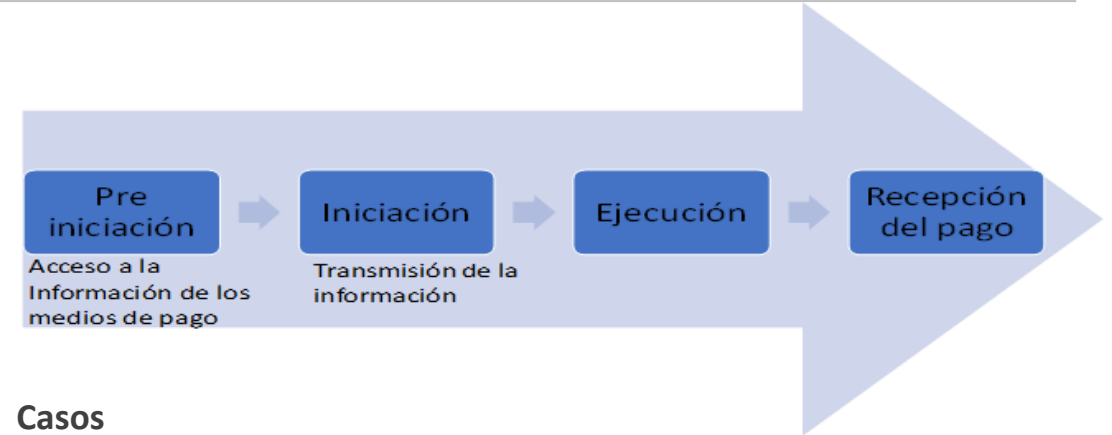 Pre
iniciación
Iniciación
Ejecución
Recepción
del pago
Acceso a la
Información de los
medios de pago
Transmisión de la
información
Casos